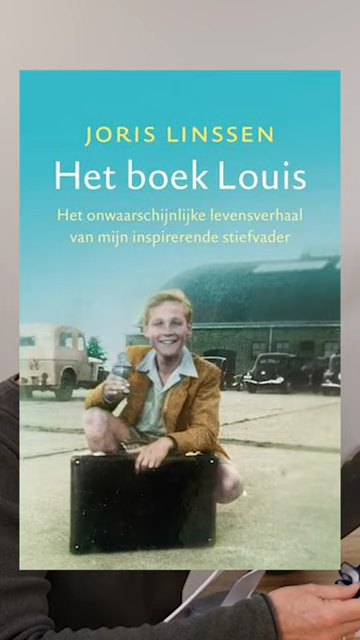 JORIS LINSSEN
Het boek Louis
Het onwaarschijnlijke levensverhaal
van mijn inspirerende stiefvader